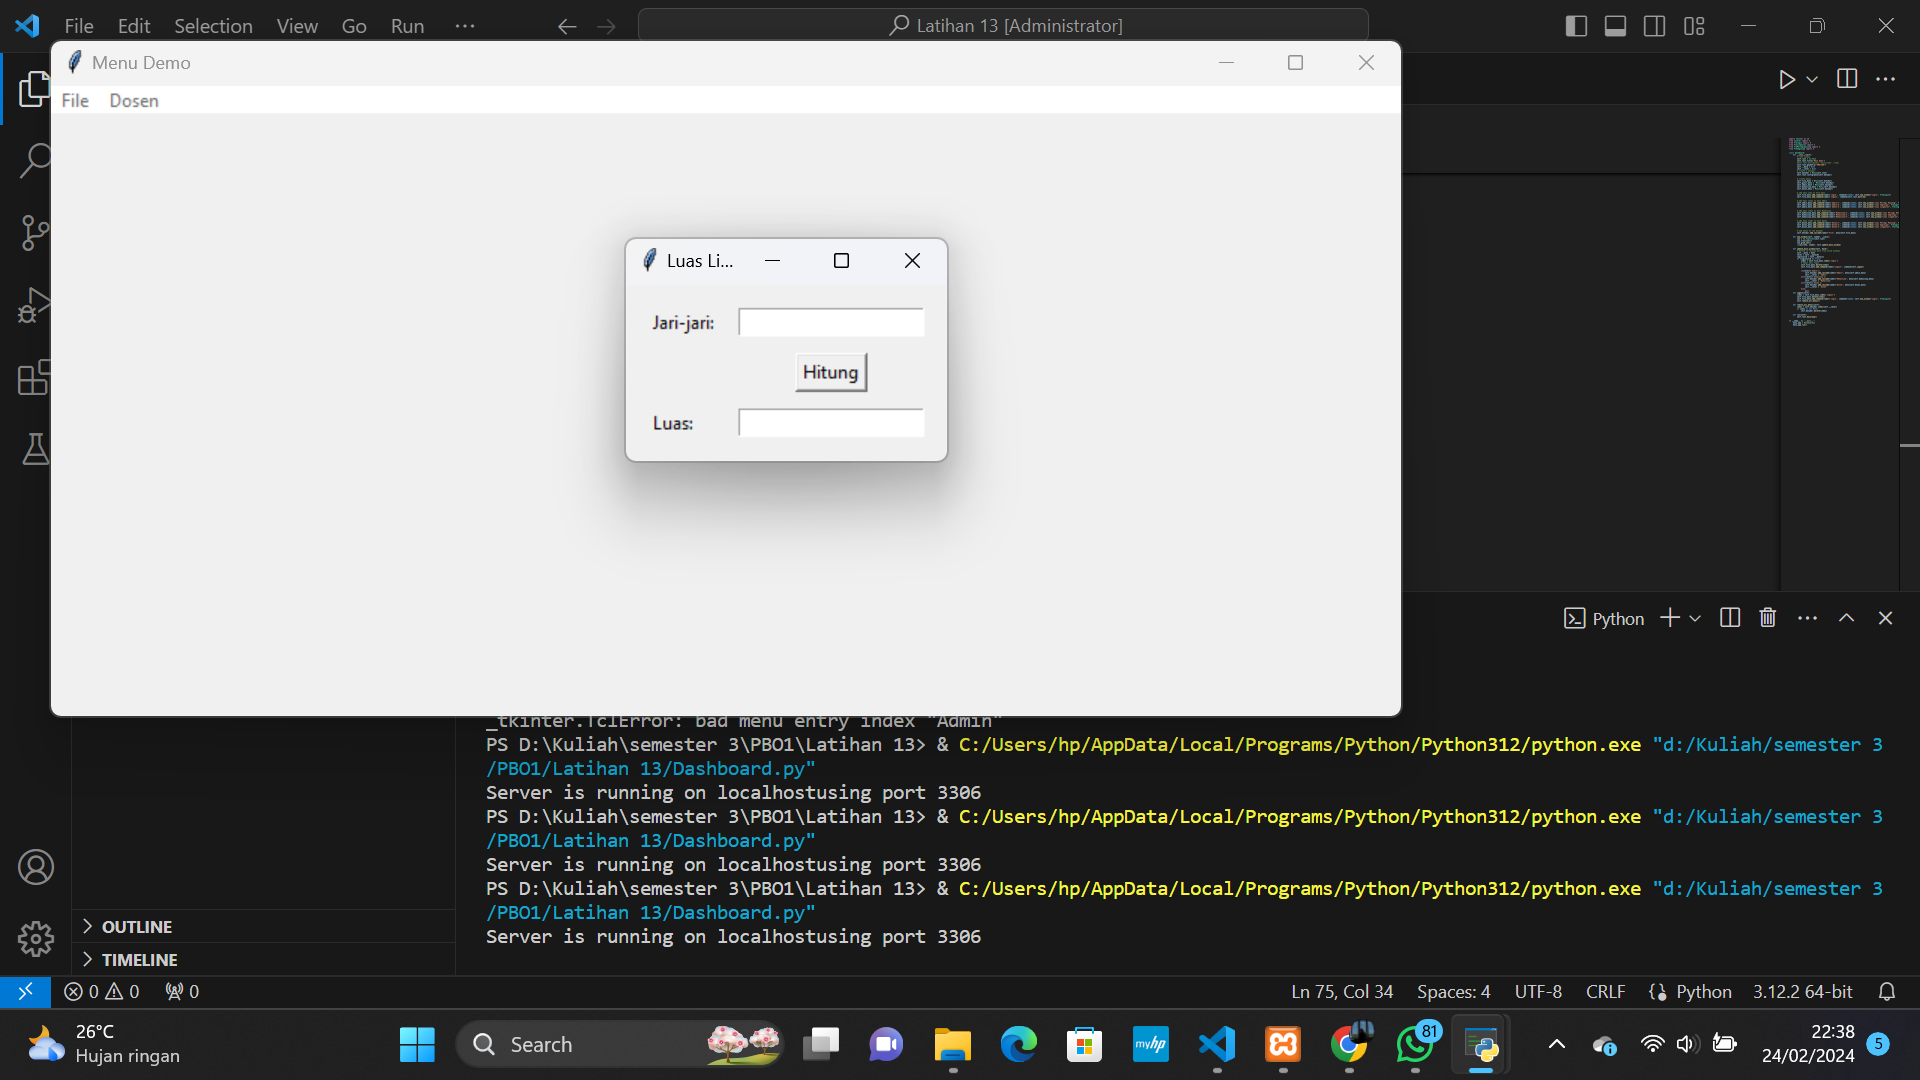 File Edit Selection View Go Run ··· Latihan 13 [Administrator]
Menu Demo
File Dosen
Luas Li...
Jari-jari:
Hitung
Luas:
Python
_tkinter.TclError: bad menu entry index "Admin"
PS D:\Kuliah\semester 3\PBO1\Latihan 13> & C:/Users/hp/AppData/Local/Programs/Python/Python312/python.exe "d:/Kuliah/semester 3
/PBO1/Latihan 13/Dashboard.py"
Server is running on localhostusing port 3306
PS D:\Kuliah\semester 3\PBO1\Latihan 13> & C:/Users/hp/AppData/Local/Programs/Python/Python312/python.exe "d:/Kuliah/semester 3
/PBO1/Latihan 13/Dashboard.py"
Server is running on localhostusing port 3306
PS D:\Kuliah\semester 3\PBO1\Latihan 13> & C:/Users/hp/AppData/Local/Programs/Python/Python312/python.exe "d:/Kuliah/semester 3
/PBO1/Latihan 13/Dashboard.py"
Server is running on localhostusing port 3306
OUTLINE
TIMELINE
0 0 0 Ln 75, Col 34 Spaces: 4 UTF-8 CRLF Python 3.12.2 64-bit
26°C
Hujan ringan
Search
myhp
81
22:38
24/02/2024
5